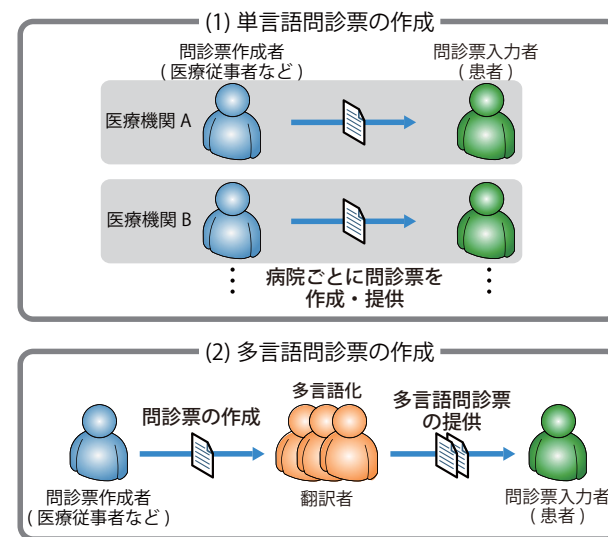 (1) 単言語問診票の作成
問診票作成者
( 医療従事者など )
問診票入力者
( 患者 )
医療機関 A
医療機関 B
病院ごとに問診票を
作成・提供
(2) 多言語問診票の作成
問診票の作成
多言語化
多言語問診票
の提供
問診票作成者
( 医療従事者など )
翻訳者
問診票入力者
( 患者 )